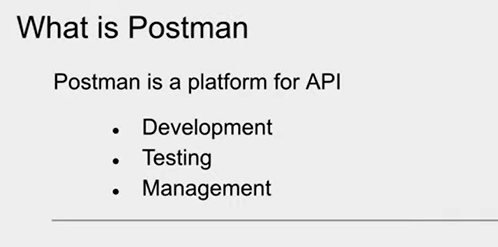 What is Postman
Postman is a platform for API
● Development
● Testing
● Management